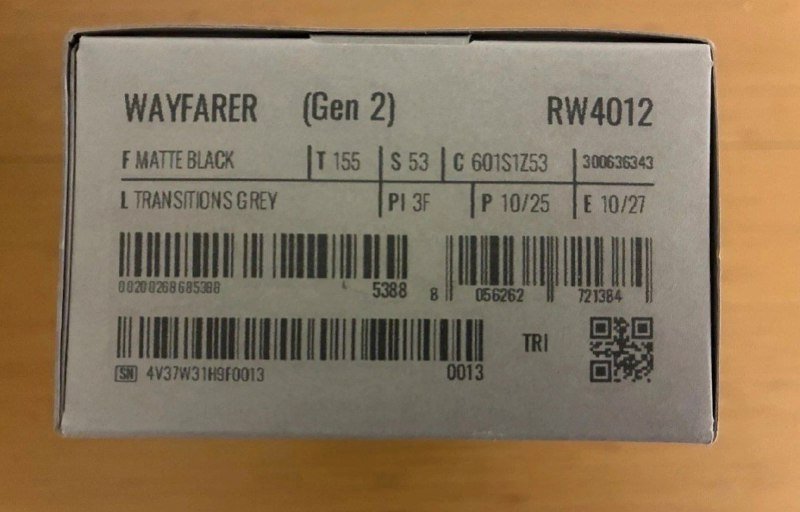 WAYFARER (Gen 2) RW4012
F MATTE BLACK T 155 S 53 C 601S1Z53 300636343
L TRANSITIONS GREY PI 3F P 10/25 E 10/27
00200268685388 5388 8 056262 721384
SN 4V37W31H9F0013 0013
TRI